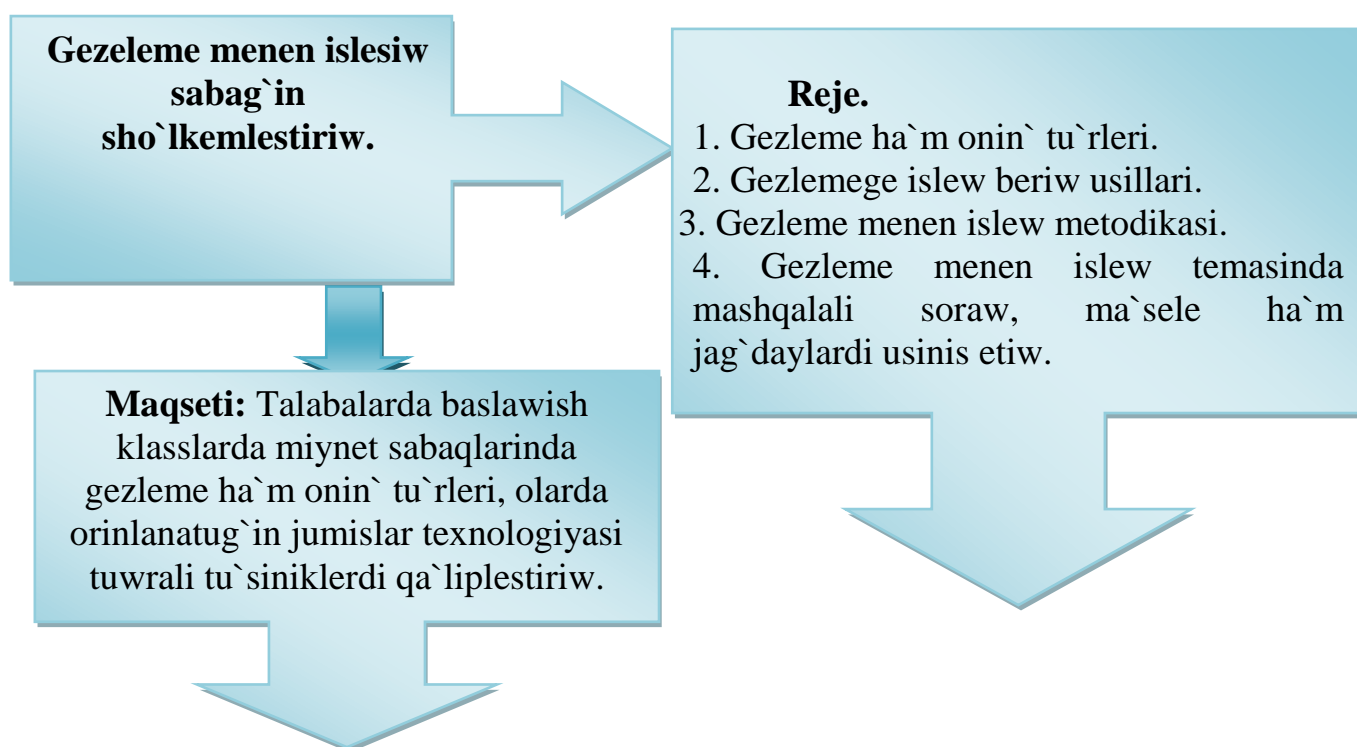 Gezeleme menen islesiw
sabag`in
sho`lkemlestiriw.
Reje.
1. Gezleme ha`m onin` tu`rleri.
2. Gezlemege islew beriw usillari.
3. Gezleme menen islew metodikasi.
4. Gezleme menen islew temasinda
mashqalali soraw, ma`sele ha`m
jag`daylardi usinis etiw.
Maqseti: Talabalarda baslawish
klasslarda miynet sabaqlarinda
gezleme ha`m onin` tu`rleri, olarda
orinlanatug`in jumislar texnologiyasi
tuwrali tu`siniklerdi qa`liplestiriw.